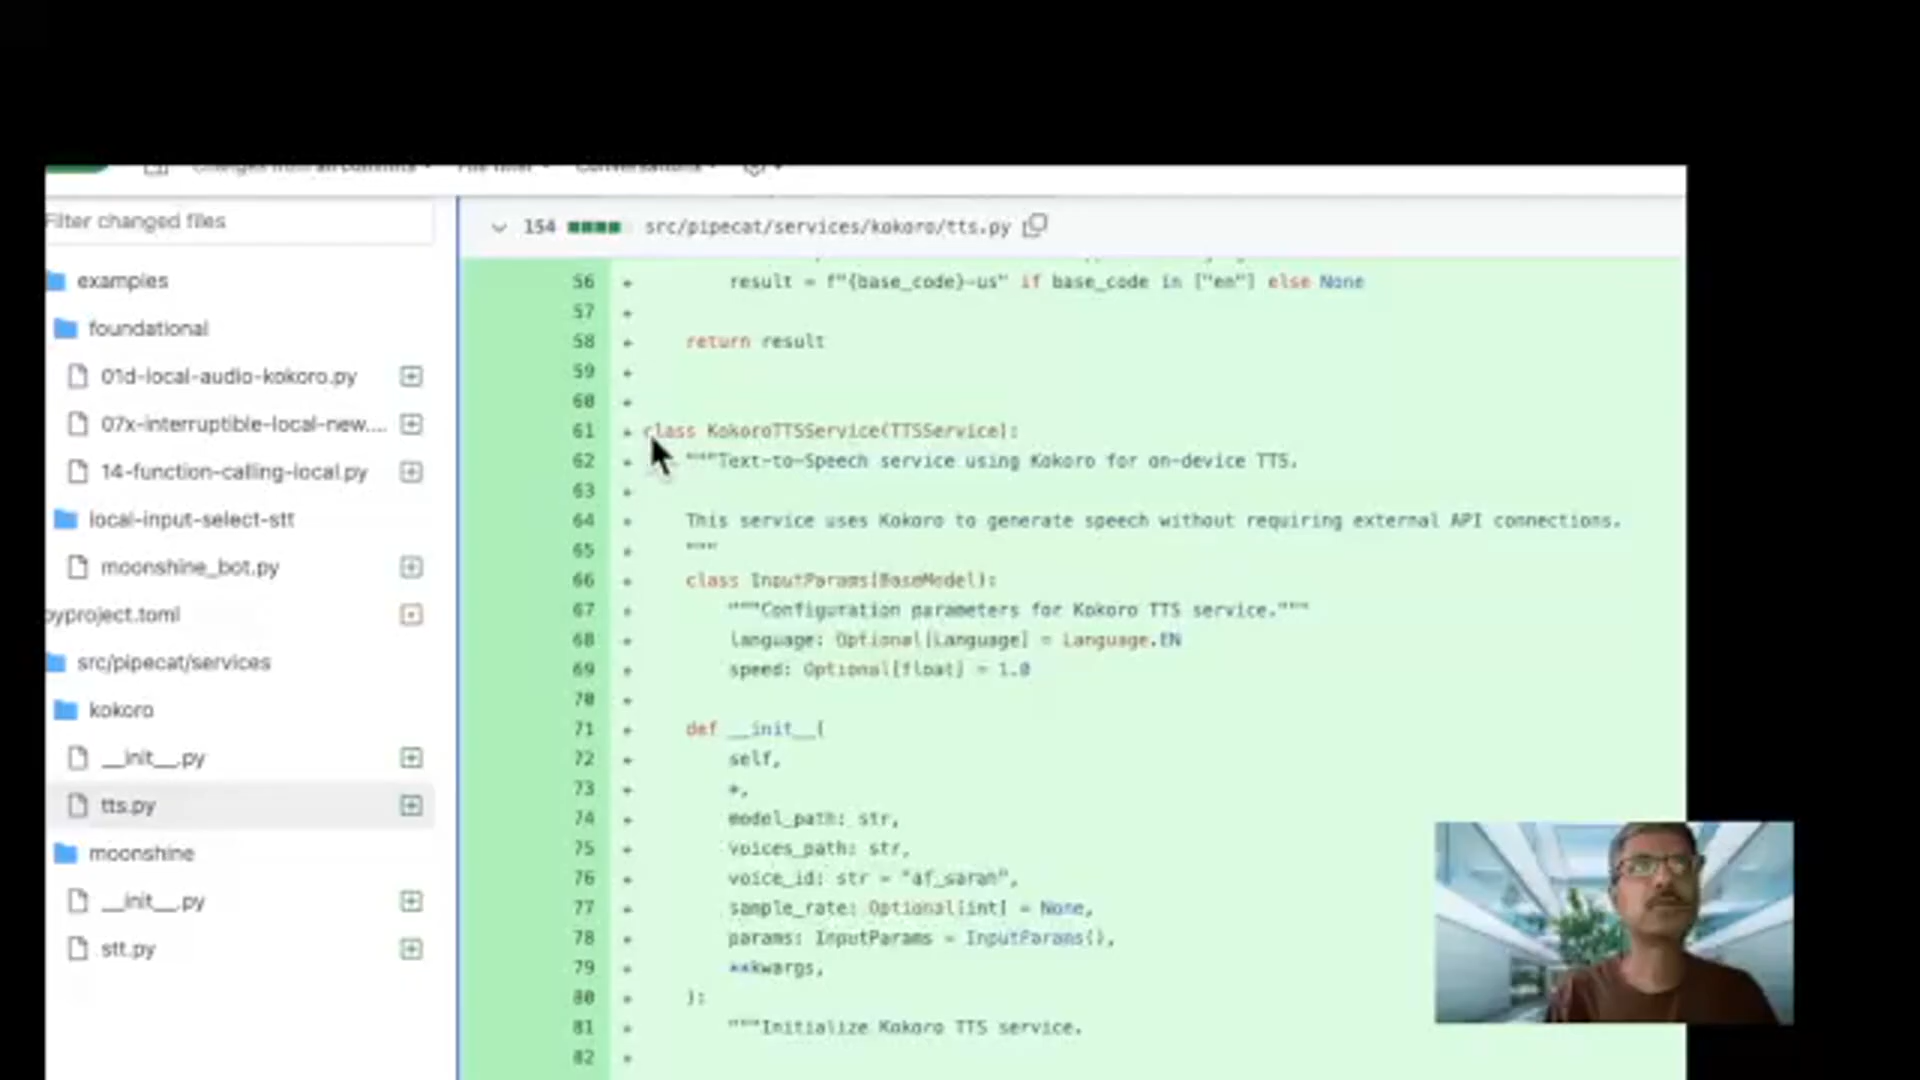 Changes from all commits File filter Conversations
Filter changed files
examples
foundational
01d-local-audio-kokoro.py
07x-interruptible-local-new....
14-function-calling-local.py
local-input-select-stt
moonshine_bot.py
pyproject.toml
src/pipecat/services
kokoro
__init__.py
tts.py
moonshine
__init__.py
stt.py
154 src/pipecat/services/kokoro/tts.py
56 + result = f"{base_code}-us" if base_code in ["en"] else None
57 +
58 + return result
59 +
60 +
61 + class KokoroTTSService(TTSService):
62 + """Text-to-Speech service using Kokoro for on-device TTS.
63 +
64 + This service uses Kokoro to generate speech without requiring external API connections.
65 + """
66 + class InputParams(BaseModel):
67 + """Configuration parameters for Kokoro TTS service."""
68 + language: Optional[Language] = Language.EN
69 + speed: Optional[float] = 1.0
70 +
71 + def __init__(
72 + self,
73 + *,
74 + model_path: str,
75 + voices_path: str,
76 + voice_id: str = "af_sarah",
77 + sample_rate: Optional[int] = None,
78 + params: InputParams = InputParams(),
79 + **kwargs,
80 + ):
81 + """Initialize Kokoro TTS service.
82 +